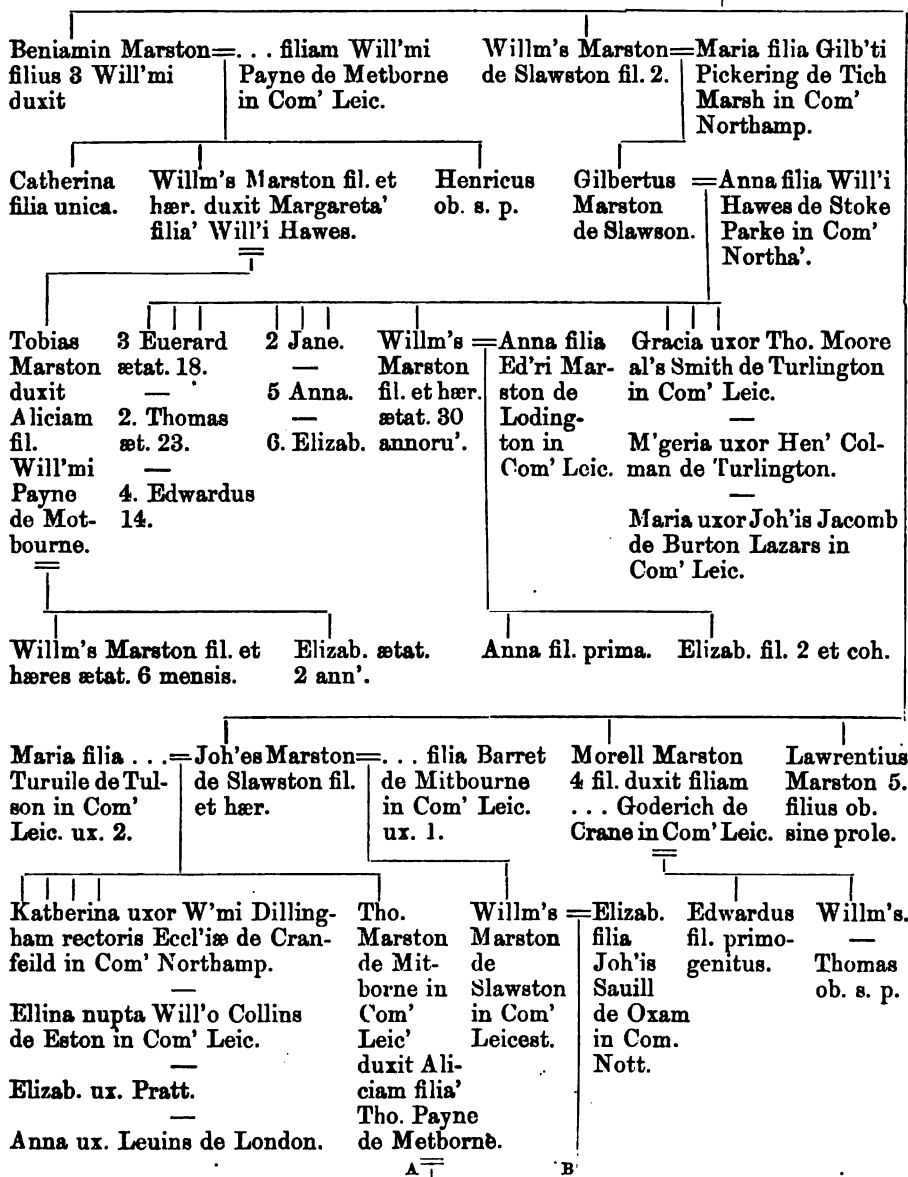 Beniamin Marston=. . . filiam Will'mi
filius 3 Will'mi Payne de Metborne
duxit in Com' Leic.
Willm's Marston=Maria filia Gilb'ti
de Slawston fil. 2. Pickering de Tich
Marsh in Com'
Northamp.
Catherina
filia unica.
Willm's Marston fil. et
hær. duxit Margareta'
filia' Will'i Hawes.
Henricus
ob. s. p.
Gilbertus =Anna filia Will'i
Marston Hawes de Stoke
de Slawson. Parke in Com'
Northa'.
Tobias
Marston
duxit
Aliciam
fil.
Will'mi
Payne
de Mot-
bourne.
3 Euerard
ætat. 18.
—
2. Thomas
æt. 23.
—
4. Edwardus
14.
2 Jane.
—
5 Anna.
—
6. Elizab.
Willm's =Anna filia
Marston Ed'ri Mar-
fil. et hær. ston de
ætat. 30 Loding-
annoru'. ton in
Com' Leic.
Gracia uxor Tho. Moore
al's Smith de Turlington
in Com' Leic.
—
M'geria uxor Hen' Col-
man de Turlington.
—
Maria uxor Joh'is Jacomb
de Burton Lazars in
Com' Leic.
Willm's Marston fil. et
hæres ætat. 6 mensis.
Elizab. ætat.
2 ann'.
Anna fil. prima.
Elizab. fil. 2 et coh.
Maria filia . . .=Joh'es Marston=. . . filia Barret
Turuile de Tul- de Slawston fil. de Mitbourne
son in Com' et hær. in Com' Leic.
Leic. ux. 2. ux. 1.
Morell Marston
4 fil. duxit filiam
. . . Goderich de
Crane in Com' Leic.
Lawrentius
Marston 5.
filius ob.
sine prole.
Katherina uxor W'mi Dilling-
ham rectoris Eccl'iæ de Cran-
feild in Com' Northamp.
—
Ellina nupta Will'o Collins
de Eston in Com' Leic.
—
Elizab. ux. Pratt.
—
Anna ux. Leuins de London.
Tho.
Marston
de Mit-
borne in
Com'
Leic'
duxit Ali-
ciam filia'
Tho. Payne
de Metborne.
Willm's =Elizab.
Marston filia
de Joh'is
Slawston Sauill
in Com' de Oxam
Leicest. in Com.
Nott.
Edwardus
fil. primo-
genitus.
Willm's.
—
Thomas
ob. s. p.
A B